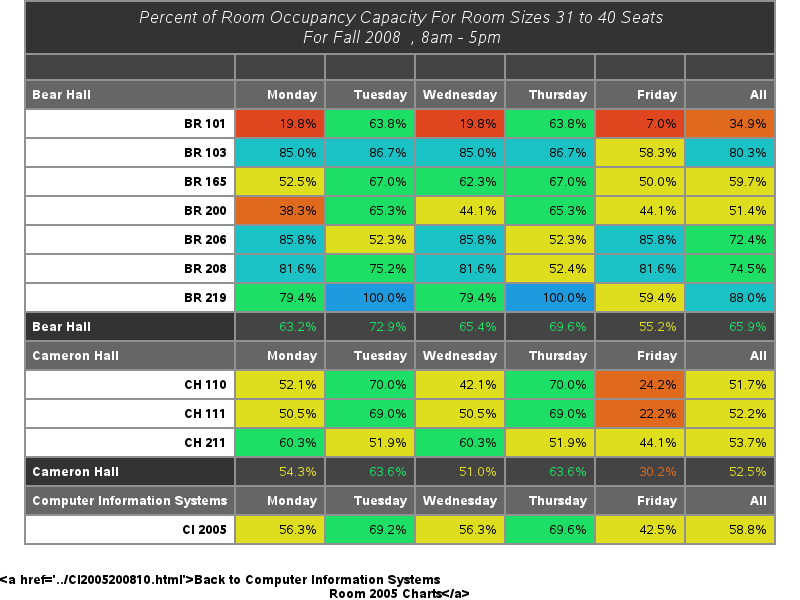 Percent of Room Occupancy Capacity For Room Sizes 31 to 40 Seats
For Fall 2008 , 8am - 5pm
Bear Hall Monday Tuesday Wednesday Thursday Friday All
BR 101 19.8% 63.8% 19.8% 63.8% 7.0% 34.9%
BR 103 85.0% 86.7% 85.0% 86.7% 58.3% 80.3%
BR 165 52.5% 67.0% 62.3% 67.0% 50.0% 59.7%
BR 200 38.3% 65.3% 44.1% 65.3% 44.1% 51.4%
BR 206 85.8% 52.3% 85.8% 52.3% 85.8% 72.4%
BR 208 81.6% 75.2% 81.6% 52.4% 81.6% 74.5%
BR 219 79.4% 100.0% 79.4% 100.0% 59.4% 88.0%
Bear Hall 63.2% 72.9% 65.4% 69.6% 55.2% 65.9%
Cameron Hall Monday Tuesday Wednesday Thursday Friday All
CH 110 52.1% 70.0% 42.1% 70.0% 24.2% 51.7%
CH 111 50.5% 69.0% 50.5% 69.0% 22.2% 52.2%
CH 211 60.3% 51.9% 60.3% 51.9% 44.1% 53.7%
Cameron Hall 54.3% 63.6% 51.0% 63.6% 30.2% 52.5%
Computer Information Systems Monday Tuesday Wednesday Thursday Friday All
CI 2005 56.3% 69.2% 56.3% 69.6% 42.5% 58.8%
<a href='../CI2005200810.html'>Back to Computer Information Systems
Room 2005 Charts</a>